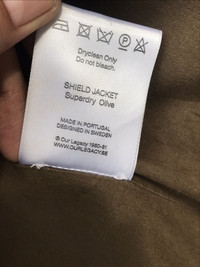 Dryclean Only
Do not bleach.
SHIELD JACKET
Superdry Olive
MADE IN PORTUGAL
DESIGNED IN SWEDEN
© Our Legacy 1980-81
WWW.OURLEGACY.SE